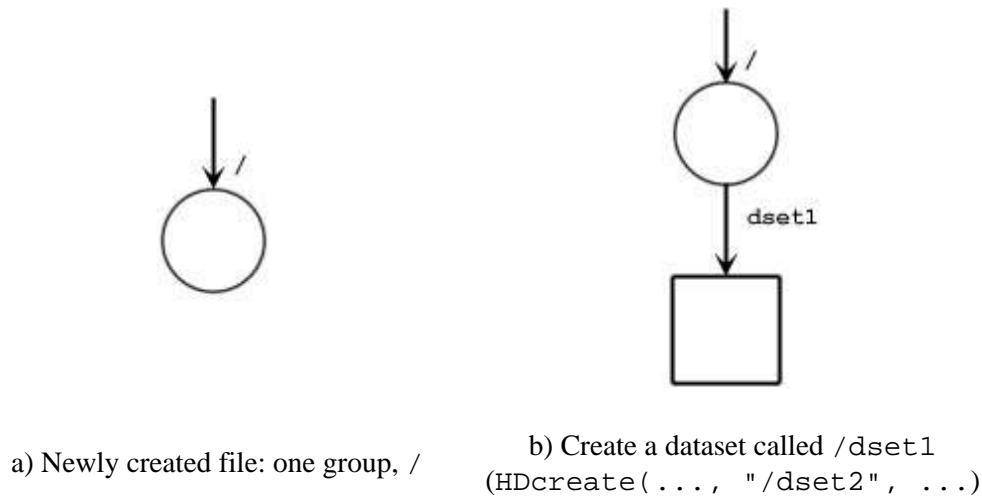 /
/
dset1
a) Newly created file: one group, /
b) Create a dataset called /dset1
(HDcreate(..., "/dset2", ...)